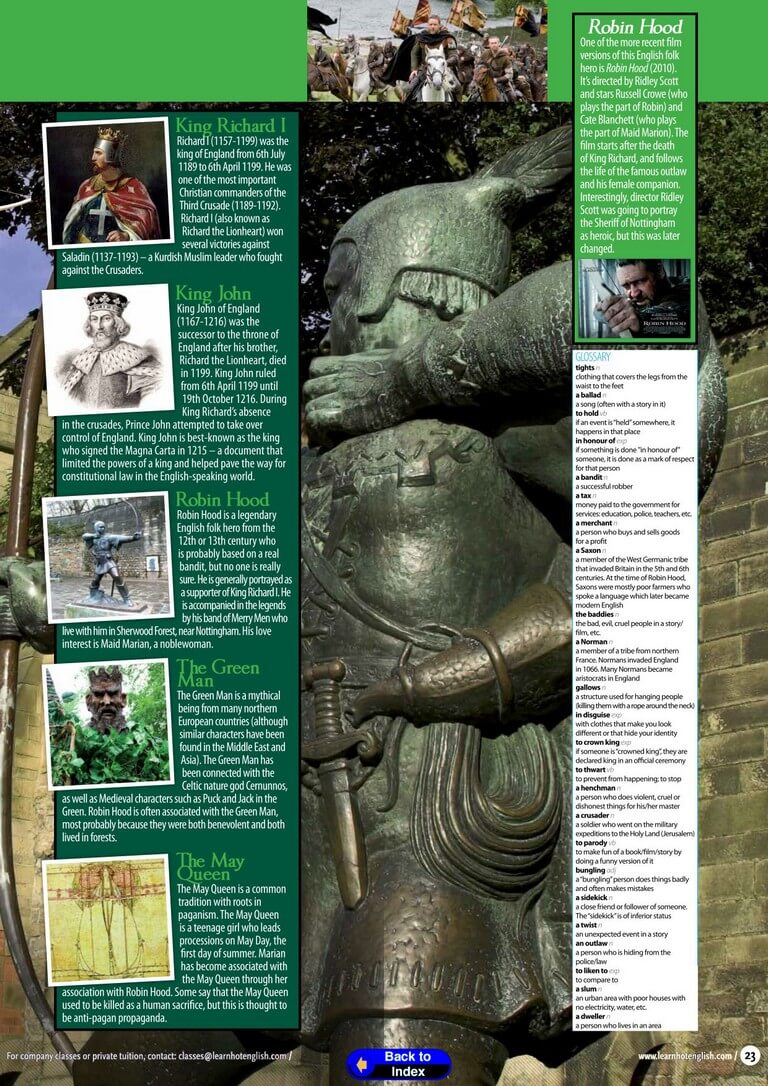 King Richard I
Richard I (1157-1199) was the
king of England from 6th July
1189 to 6th April 1199. He was
one of the most important
Christian commanders of the
Third Crusade (1189-1192).
Richard I (also known as
Richard the Lionheart) won
several victories against
Saladin (1137-1193) – a Kurdish Muslim leader who fought
against the Crusaders.
King John
King John of England
(1167-1216) was the
successor to the throne of
England after his brother,
Richard the Lionheart, died
in 1199. King John ruled
from 6th April 1199 until
19th October 1216. During
King Richard's absence
in the crusades, Prince John attempted to take over
control of England. King John is best-known as the king
who signed the Magna Carta in 1215 – a document that
limited the powers of a king and helped pave the way for
constitutional law in the English-speaking world.
Robin Hood
Robin Hood is a legendary
English folk hero from the
12th or 13th century who
is probably based on a real
bandit, but no one is really
sure. He is generally portrayed as
a supporter of King Richard I. He
is accompanied in the legends
by his band of Merry Men who
live with him in Sherwood Forest, near Nottingham. His love
interest is Maid Marian, a noblewoman.
The Green
Man
The Green Man is a mythical
being from many northern
European countries (although
similar characters have been
found in the Middle East and
Asia). The Green Man has
been connected with the
Celtic nature god Cernunnos,
as well as Medieval characters such as Puck and Jack in the
Green. Robin Hood is often associated with the Green Man,
most probably because they were both benevolent and both
lived in forests.
The May
Queen
The May Queen is a common
tradition with roots in
paganism. The May Queen
is a teenage girl who leads
processions on May Day, the
first day of summer. Marian
has become associated with
the May Queen through her
association with Robin Hood. Some say that the May Queen
used to be killed as a human sacrifice, but this is thought to
be anti-pagan propaganda.
Robin Hood
One of the more recent film
versions of this English folk
hero is Robin Hood (2010).
It's directed by Ridley Scott
and stars Russell Crowe (who
plays the part of Robin) and
Cate Blanchett (who plays
the part of Maid Marion). The
film starts after the death
of King Richard, and follows
the life of the famous outlaw
and his female companion.
Interestingly, director Ridley
Scott was going to portray
the Sheriff of Nottingham
as heroic, but this was later
changed.
ROBIN HOOD
GLOSSARY
tights n
clothing that covers the legs from the
waist to the feet
a ballad n
a song (often with a story in it)
to hold vb
if an event is "held" somewhere, it
happens in that place
in honour of exp
if something is done "in honour of"
someone, it is done as a mark of respect
for that person
a bandit n
a successful robber
a tax n
money paid to the government for
services: education, police, teachers, etc.
a merchant n
a person who buys and sells goods
for a profit
a Saxon n
a member of the West Germanic tribe
that invaded Britain in the 5th and 6th
centuries. At the time of Robin Hood,
Saxons were mostly poor farmers who
spoke a language which later became
modern English
the baddies n
the bad, evil, cruel people in a story/
film, etc.
a Norman n
a member of a tribe from northern
France. Normans invaded England
in 1066. Many Normans became
aristocrats in England
gallows n
a structure used for hanging people
(killing them with a rope around the neck)
in disguise exp
with clothes that make you look
different or that hide your identity
to crown king exp
if someone is "crowned king", they are
declared king in an official ceremony
to thwart vb
to prevent from happening; to stop
a henchman n
a person who does violent, cruel or
dishonest things for his/her master
a crusader n
a soldier who went on the military
expeditions to the Holy Land (Jerusalem)
to parody vb
to make fun of a book/film/story by
doing a funny version of it
bungling adj
a "bungling" person does things badly
and often makes mistakes
a sidekick n
a close friend or follower of someone.
The "sidekick" is of inferior status
a twist n
an unexpected event in a story
an outlaw n
a person who is hiding from the
police/law
to liken to exp
to compare to
a slum n
an urban area with poor houses with
no electricity, water, etc.
a dweller n
a person who lives in an area
For company classes or private tuition, contact: classes@learnhotenglish.com /
Back to
Index
www.learnhotenglish.com / 23